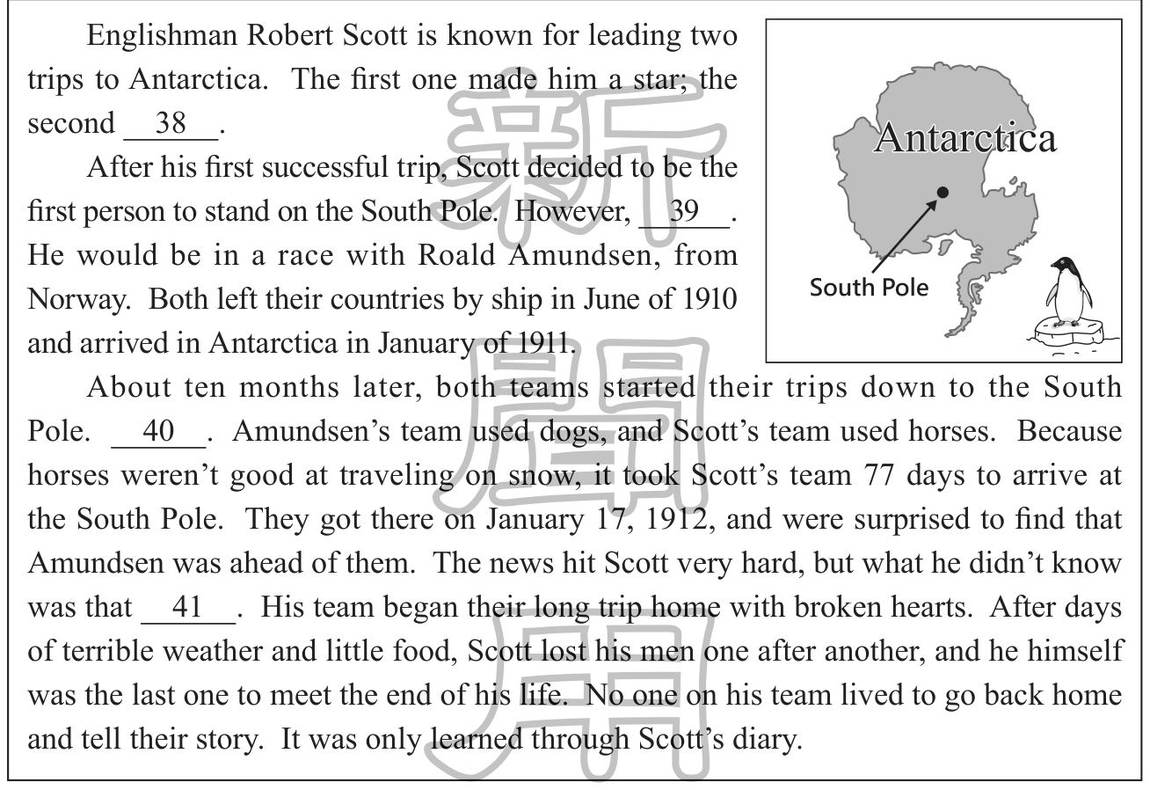 Englishman Robert Scott is known for leading two
trips to Antarctica. The first one made him a star; the
second 38 .
After his first successful trip, Scott decided to be the
first person to stand on the South Pole. However, 39 .
He would be in a race with Roald Amundsen, from
Norway. Both left their countries by ship in June of 1910
and arrived in Antarctica in January of 1911.
Antarctica
South Pole
About ten months later, both teams started their trips down to the South
Pole. 40 . Amundsen’s team used dogs, and Scott’s team used horses. Because
horses weren’t good at traveling on snow, it took Scott’s team 77 days to arrive at
the South Pole. They got there on January 17, 1912, and were surprised to find that
Amundsen was ahead of them. The news hit Scott very hard, but what he didn’t know
was that 41 . His team began their long trip home with broken hearts. After days
of terrible weather and little food, Scott lost his men one after another, and he himself
was the last one to meet the end of his life. No one on his team lived to go back home
and tell their story. It was only learned through Scott’s diary.
新
聞
用